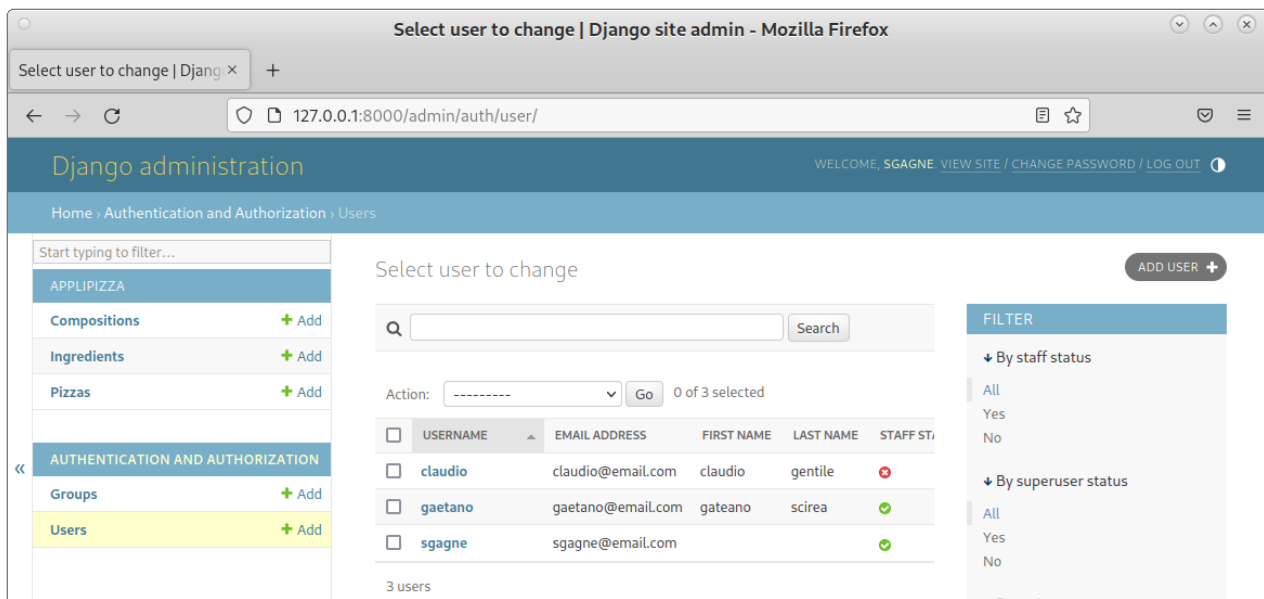 Select user to change | Django site admin - Mozilla Firefox
Select user to change | Djang
127.0.0.1:8000/admin/auth/user/
Django administration
WELCOME, SGAGNE. VIEW SITE / CHANGE PASSWORD / LOG OUT
Home › Authentication and Authorization › Users
Start typing to filter...
APPLIPIZZA
Compositions + Add
Ingredients + Add
Pizzas + Add
AUTHENTICATION AND AUTHORIZATION
Groups + Add
Users + Add
«
Select user to change
ADD USER +
Search
Action: --------- Go 0 of 3 selected
USERNAME EMAIL ADDRESS FIRST NAME LAST NAME STAFF STA
claudio claudio@email.com claudio gentile
gaetano gaetano@email.com gateano scirea
sgagne sgagne@email.com
3 users
FILTER
↓ By staff status
All
Yes
No
↓ By superuser status
All
Yes
No